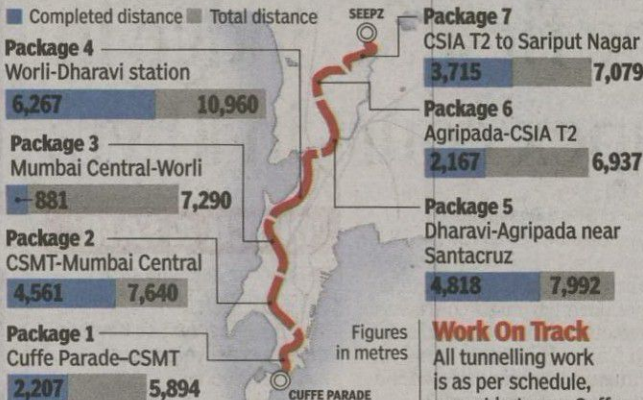 Completed distance Total distance
SEEPZ
Package 4
Worli-Dharavi station
6,267 10,960
Package 3
Mumbai Central-Worli
881 7,290
Package 2
CSMT-Mumbai Central
4,561 7,640
Package 1
Cuffe Parade–CSMT
2,207 5,894
Package 7
CSIA T2 to Sariput Nagar
3,715 7,079
Package 6
Agripada-CSIA T2
2,167 6,937
Package 5
Dharavi-Agripada near
Santacruz
4,818 7,992
Figures
in metres
CUFFE PARADE
Work On Track
All tunnelling work
is as per schedule,